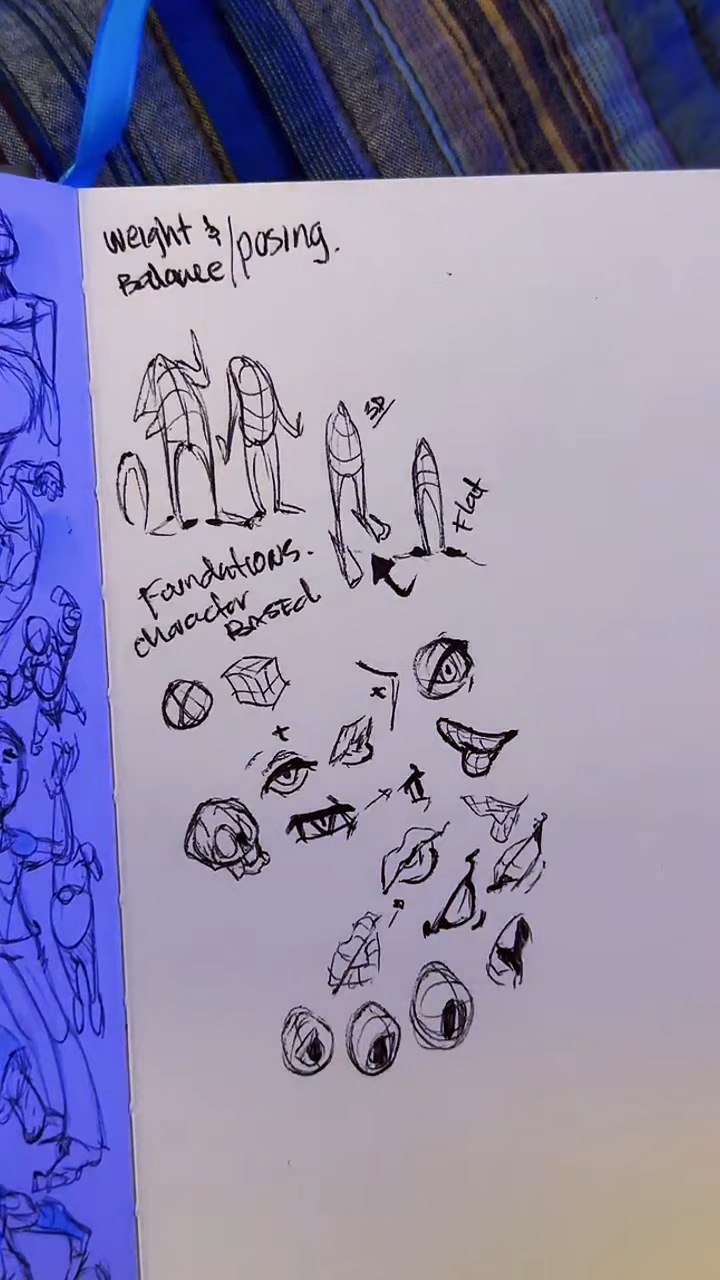 weight &
Balance/posing.
3D
Flat
Foundations.
character
BASEd